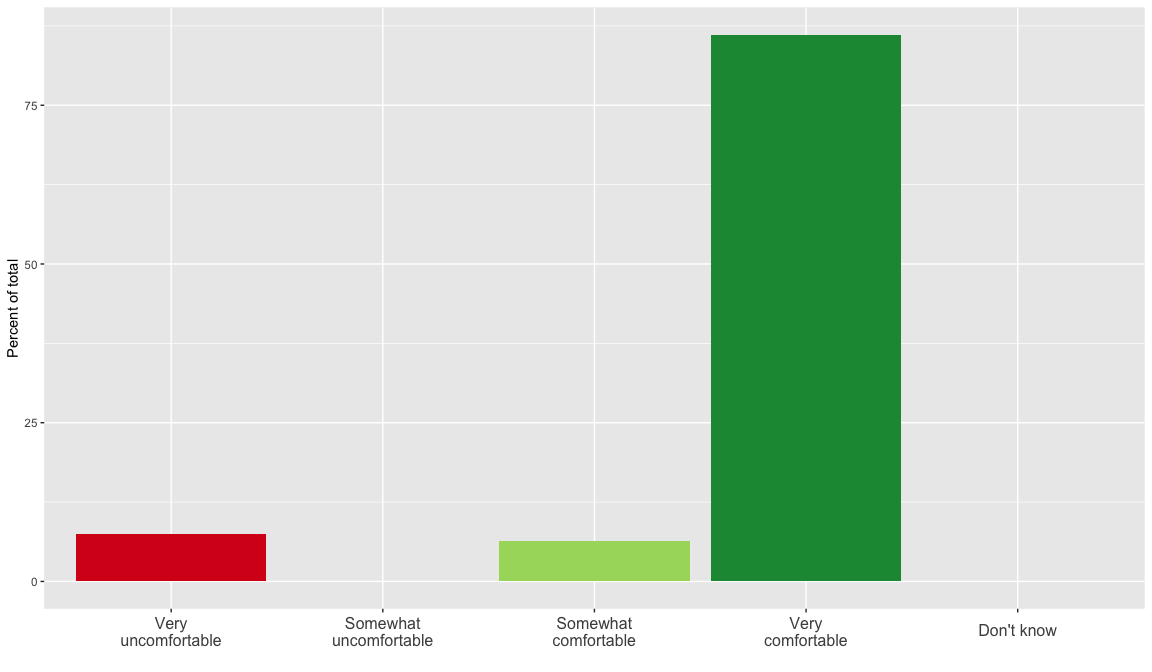 Percent of total
75
50
25
0
Very
uncomfortable
Somewhat
uncomfortable
Somewhat
comfortable
Very
comfortable
Don't know